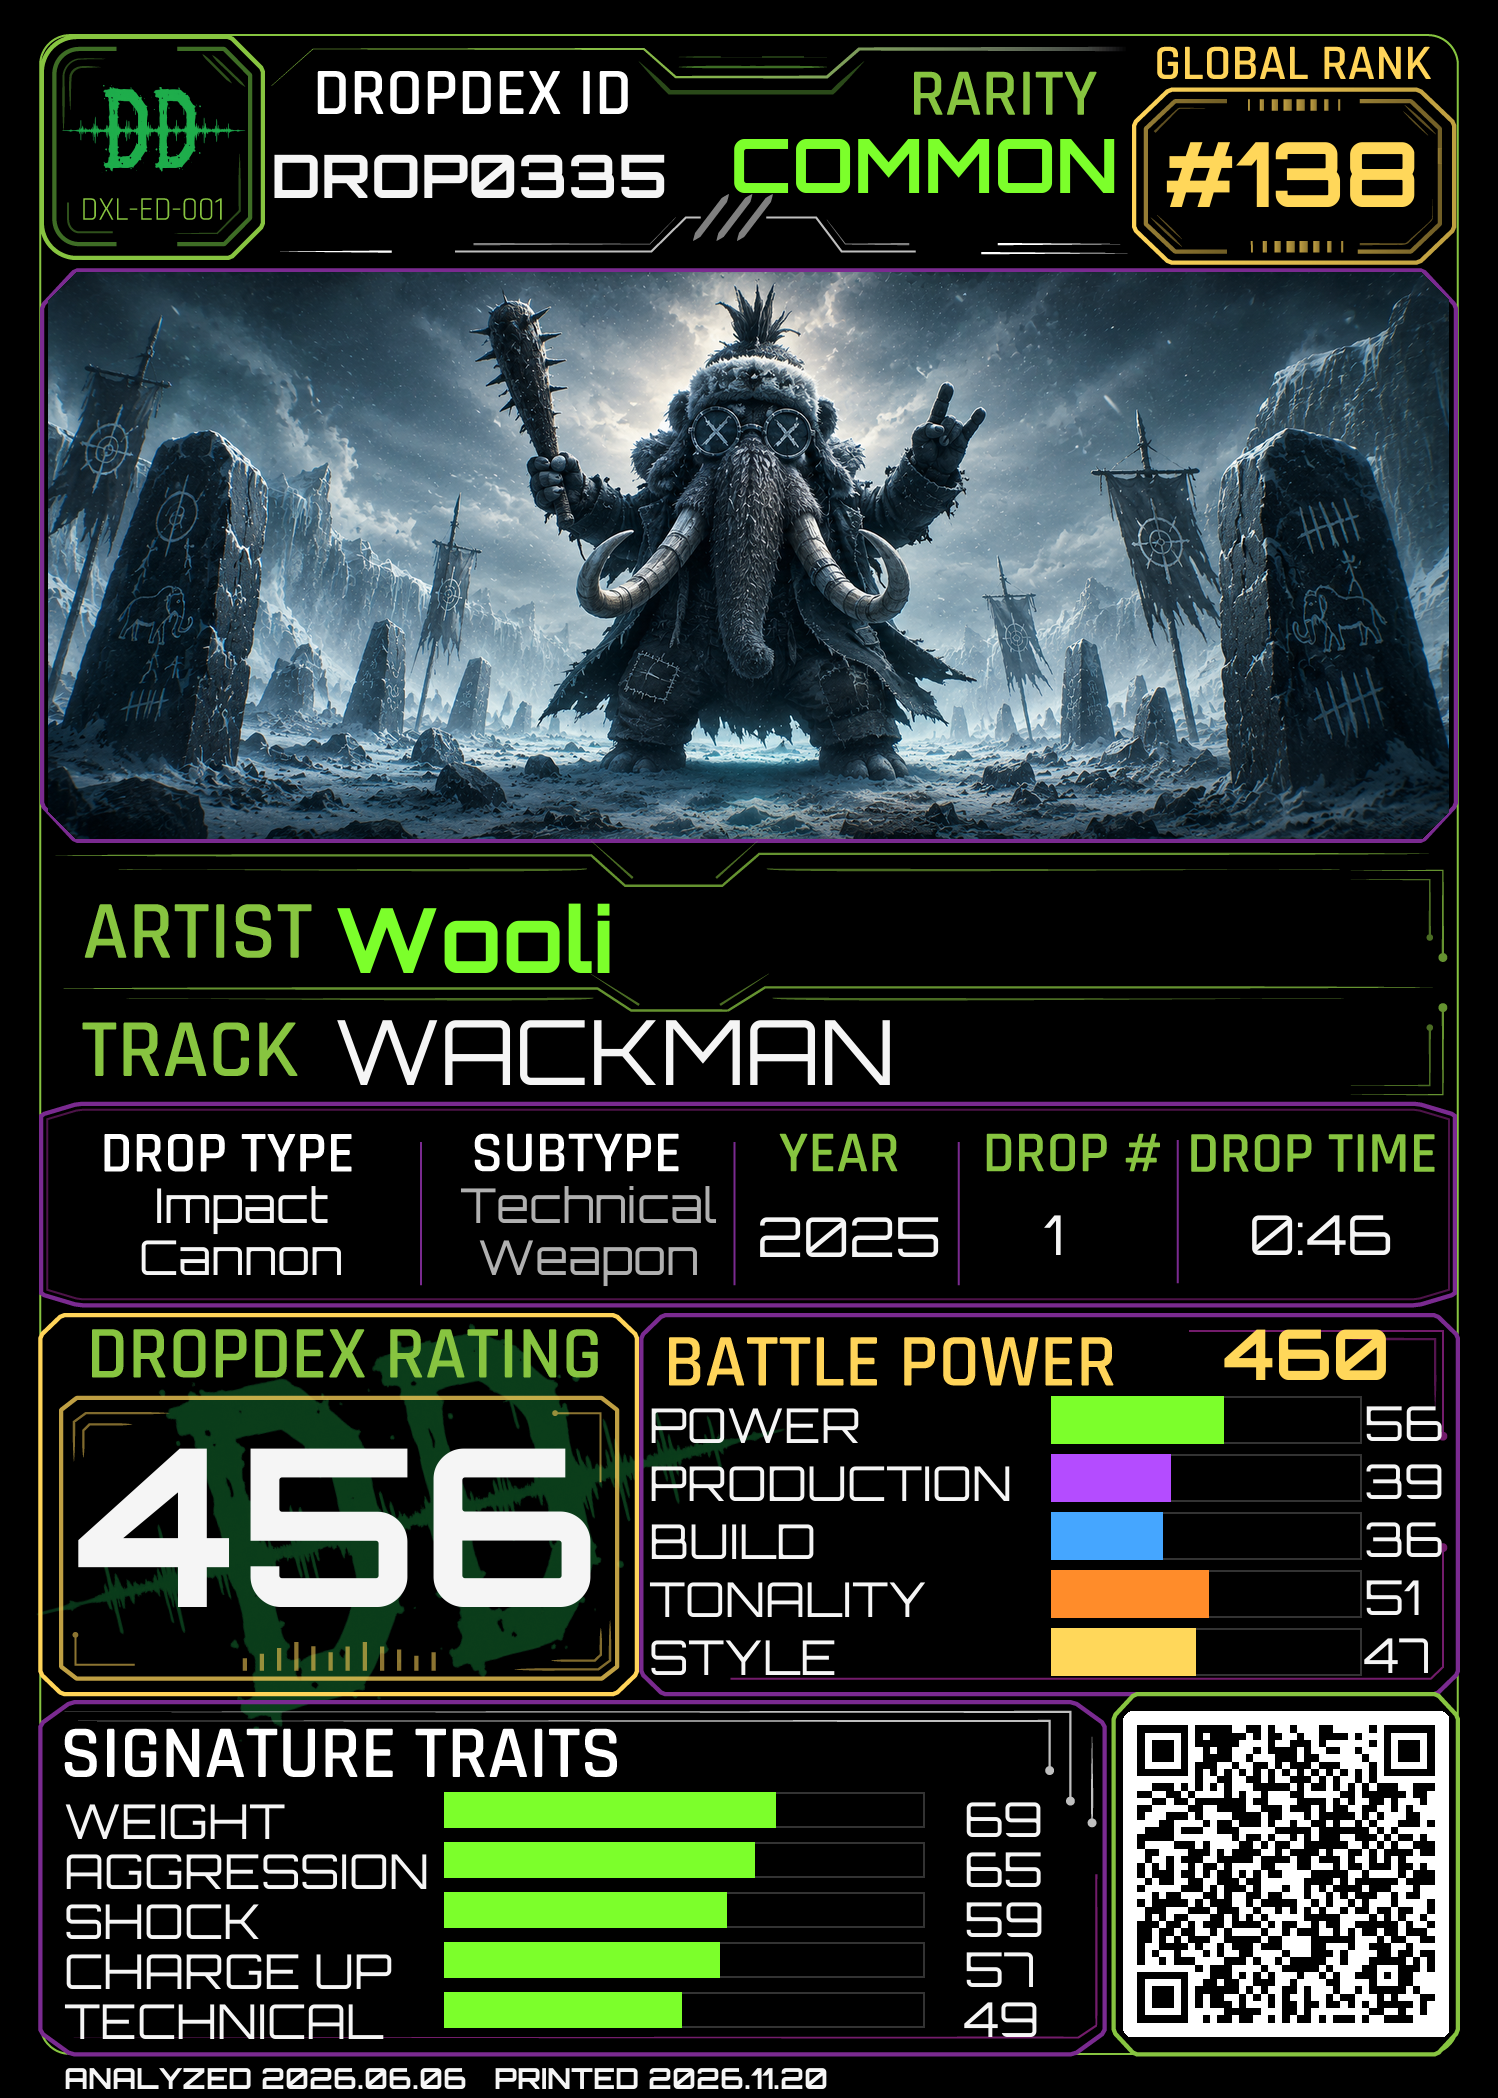 DD
DXL-ED-001
DROPDEX ID
DROP0335
RARITY
COMMON
GLOBAL RANK
#138
ARTIST Wooli
TRACK WACKMAN
DROP TYPE
Impact
Cannon
SUBTYPE
Technical
Weapon
YEAR
2025
DROP #
1
DROP TIME
0:46
DROPDEX RATING
456
BATTLE POWER 460
POWER 56
PRODUCTION 39
BUILD 36
TONALITY 51
STYLE 47
SIGNATURE TRAITS
WEIGHT 69
AGGRESSION 65
SHOCK 59
CHARGE UP 57
TECHNICAL 49
ANALYZED 2026.06.06 PRINTED 2026.11.20